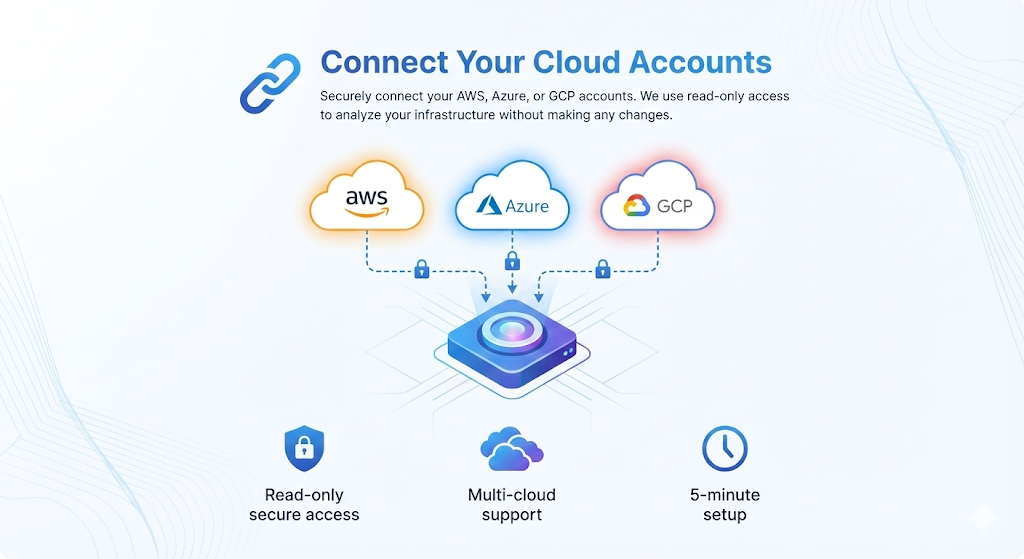 Connect Your Cloud Accounts
Securely connect your AWS, Azure, or GCP accounts. We use read-only access
to analyze your infrastructure without making any changes.
aws
Azure
GCP
Read-only
secure access
Multi-cloud
support
5-minute
setup